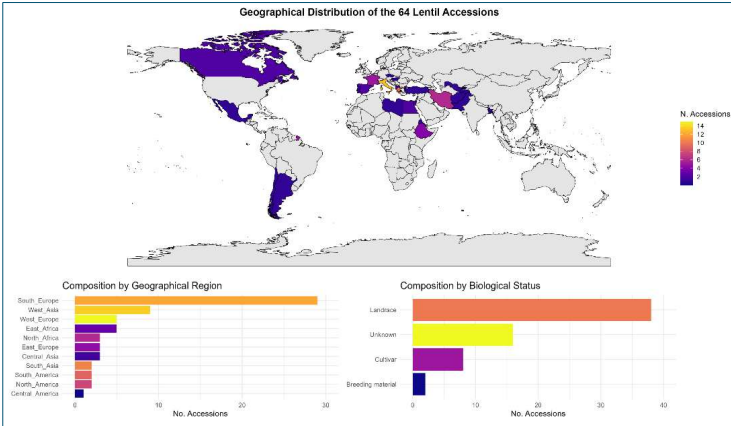 Geographical Distribution of the 64 Lentil Accessions
N. Accessions
14
12
10
8
6
4
2
Composition by Geographical Region
South_Europe
West_Asia
West_Europe
East_Africa
North_Africa
East_Europe
Central_Asia
South_Asia
South_America
North_America
Central_America
0 10 20 30
No. Accessions
Composition by Biological Status
Landrace
Unknown
Cultivar
Breeding material
0 10 20 30 40
No. Accessions